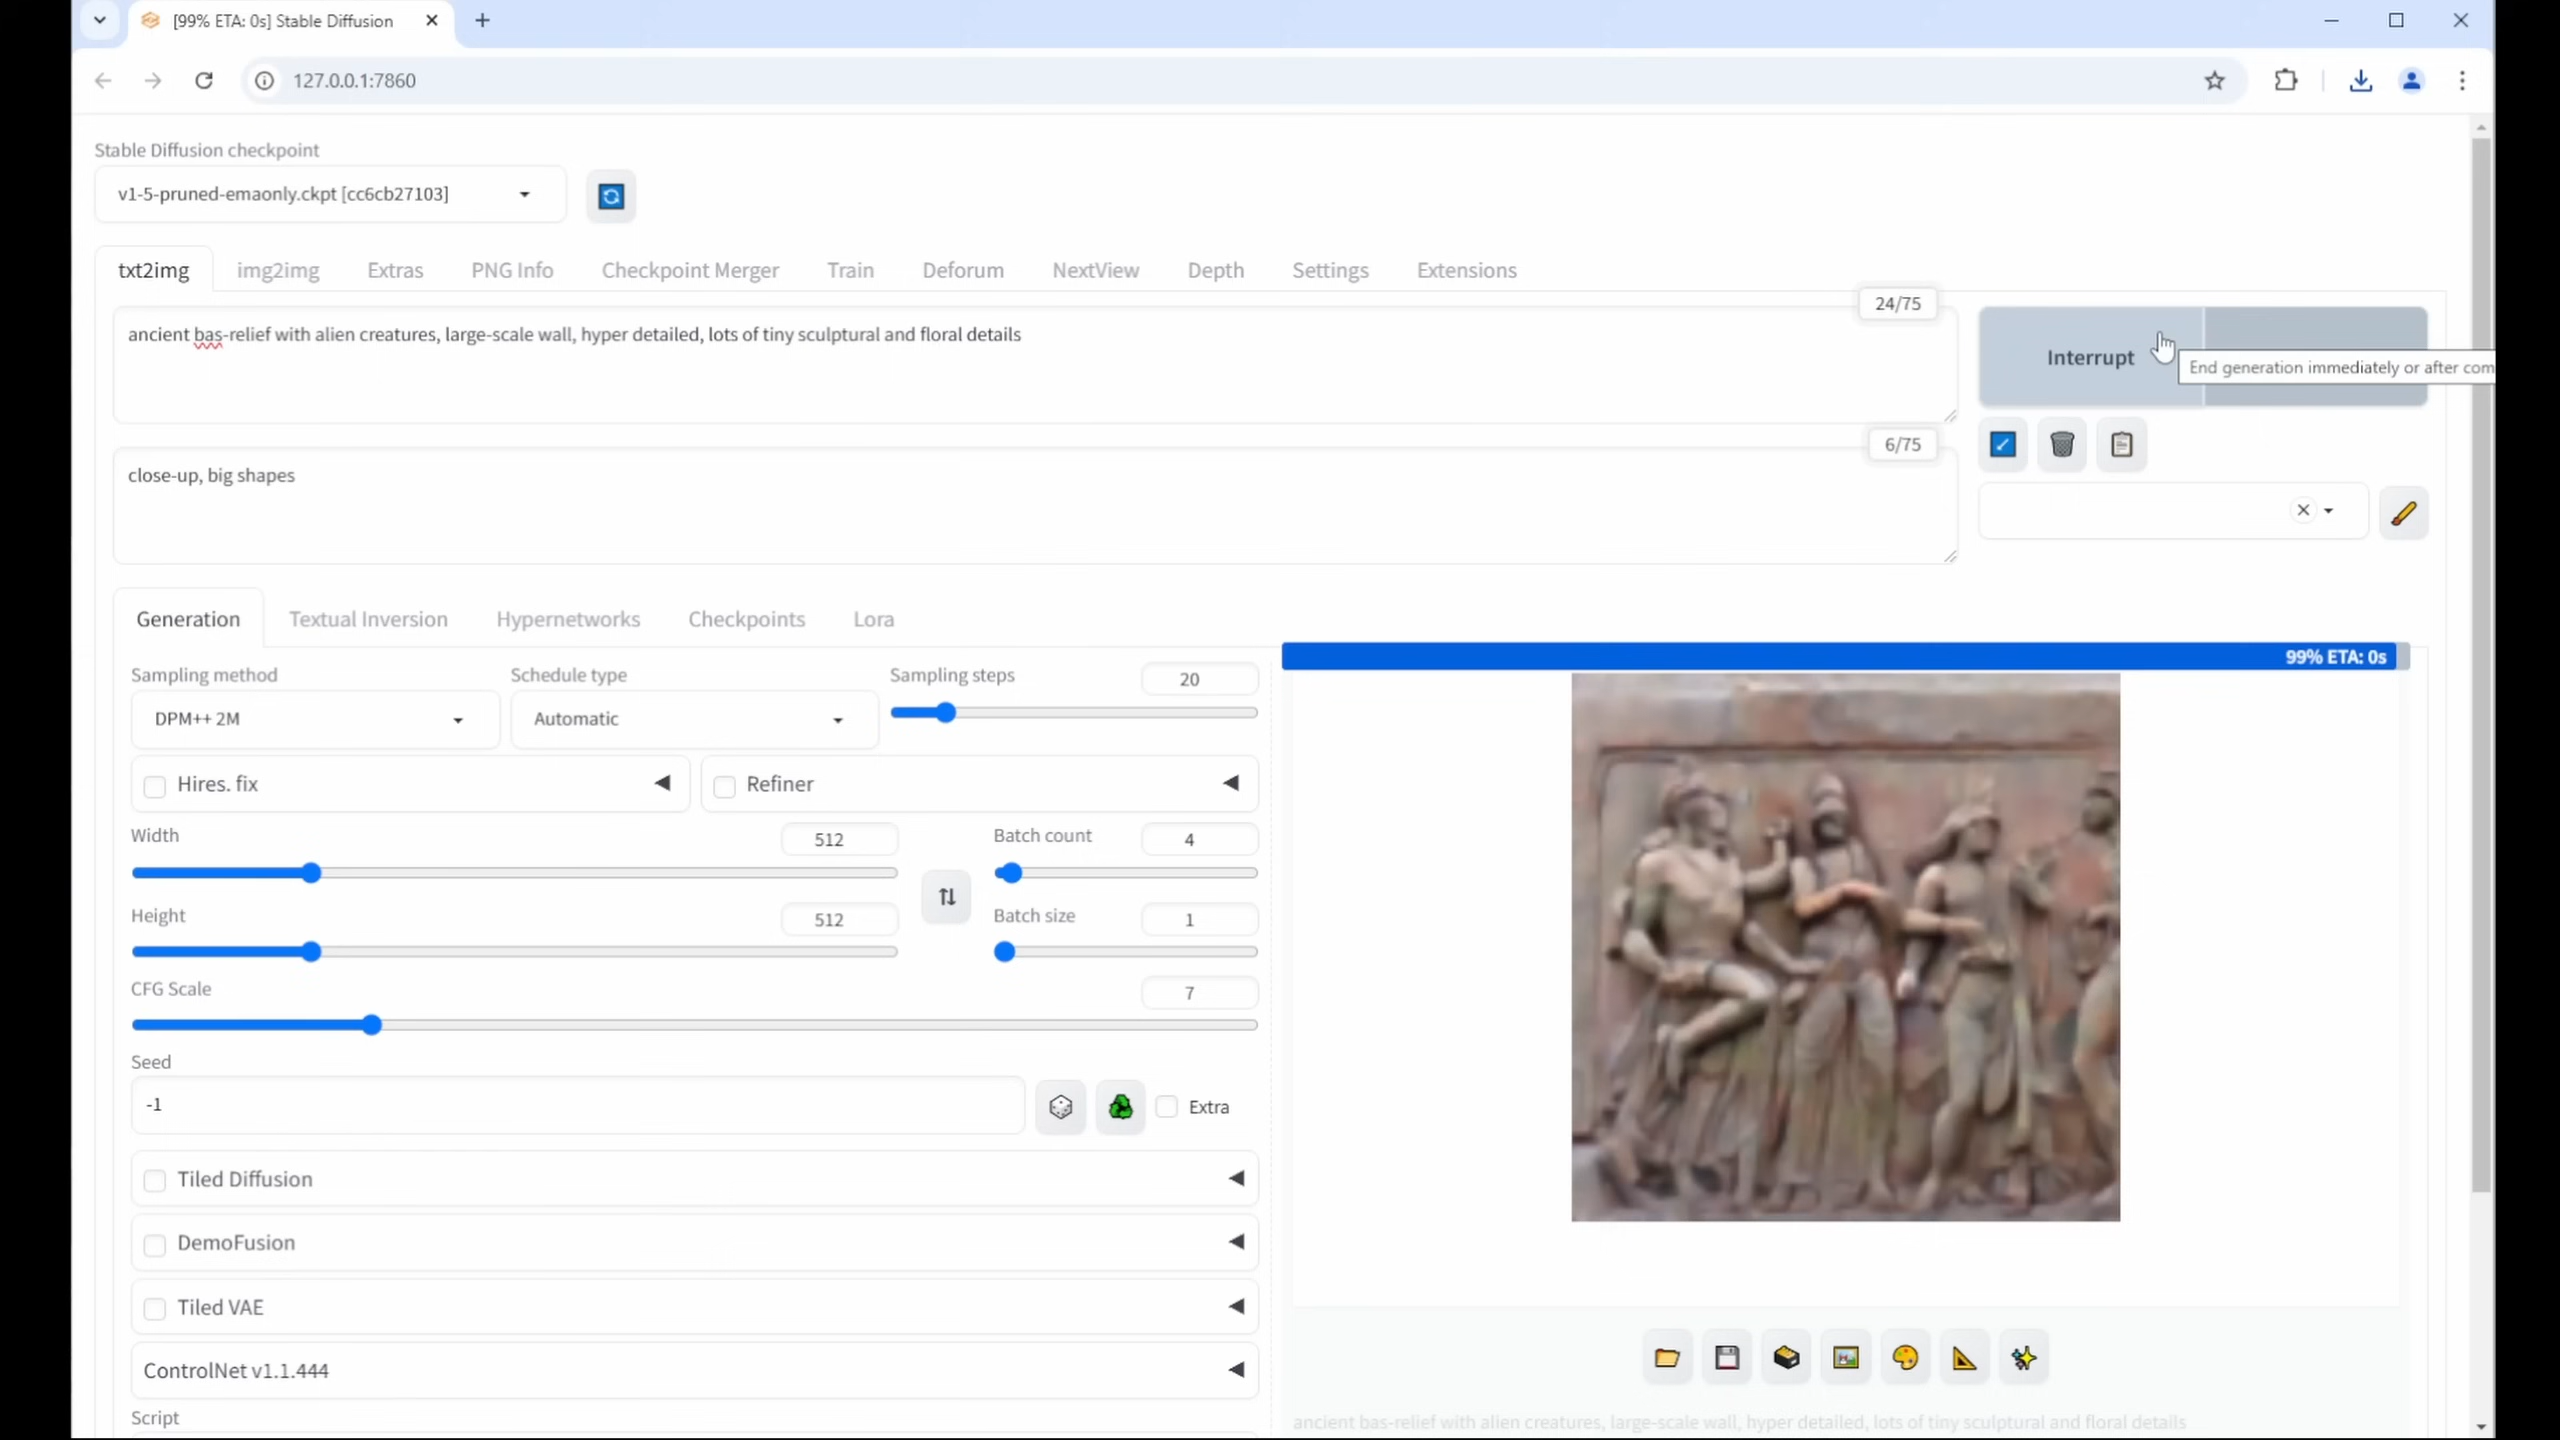 [99% ETA: 0s] Stable Diffusion
127.0.0.1:7860
Stable Diffusion checkpoint
v1-5-pruned-emaonly.ckpt [cc6cb27103]
txt2img
img2img
Extras
PNG Info
Checkpoint Merger
Train
Deforum
NextView
Depth
Settings
Extensions
24/75
ancient bas-relief with alien creatures, large-scale wall, hyper detailed, lots of tiny sculptural and floral details
Interrupt
End generation immediately or after com
6/75
close-up, big shapes
Generation
Textual Inversion
Hypernetworks
Checkpoints
Lora
99% ETA: 0s
Sampling method
Schedule type
Sampling steps
20
DPM++ 2M
Automatic
Hires. fix
Refiner
Width
512
Batch count
4
Height
512
Batch size
1
CFG Scale
7
Seed
-1
Extra
Tiled Diffusion
DemoFusion
Tiled VAE
ControlNet v1.1.444
Script
ancient bas-relief with alien creatures, large-scale wall, hyper detailed, lots of tiny sculptural and floral details